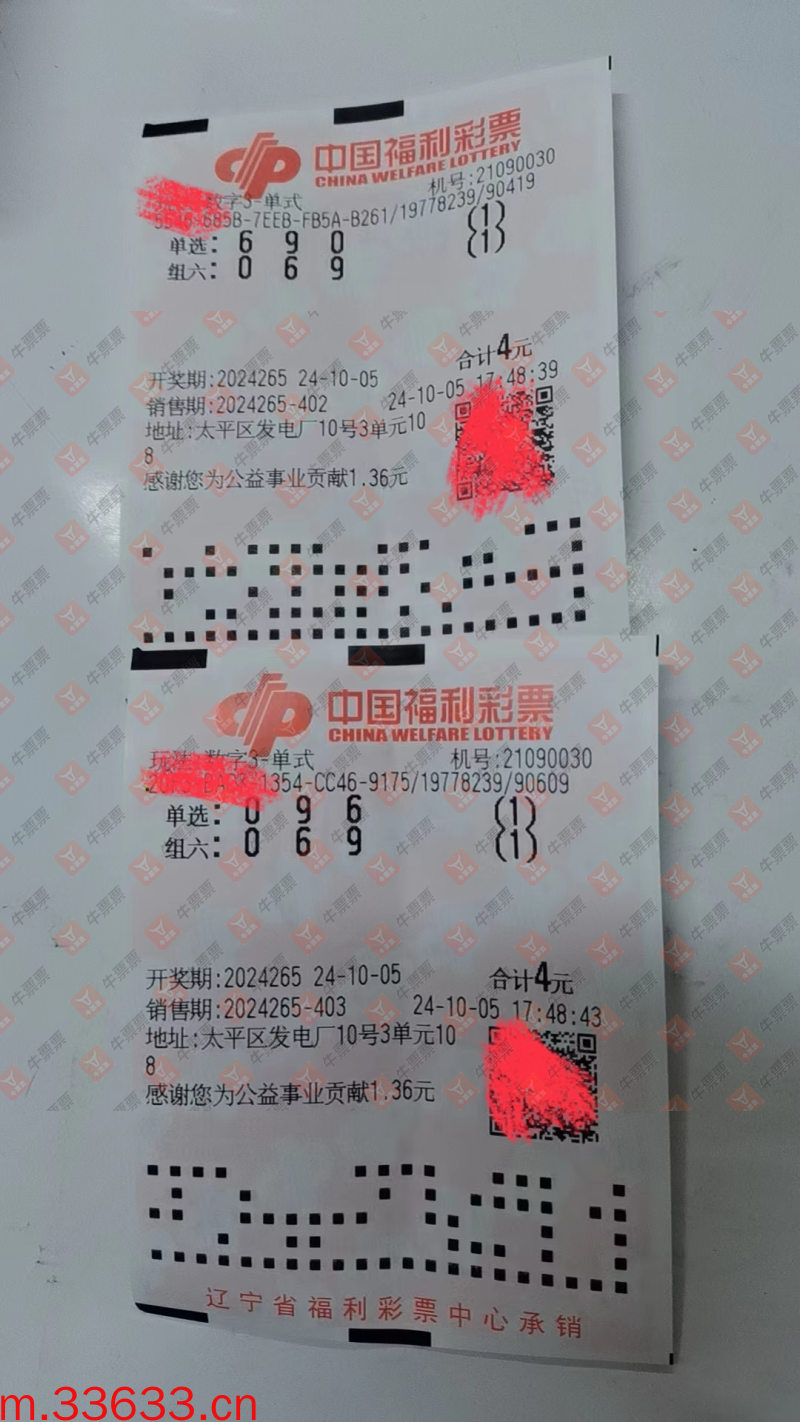 中国福利彩票
CHINA WELFARE LOTTERY
机号:21090030
数字3-单式
685B-7EEB-FB5A-B261/19778239/90419
单选: 6 9 0 (1)
组六: 0 6 9 (1)
合计4元
开奖期:2024265 24-10-05
销售期:2024265-402 24-10-05 17:48:39
地址:太平区发电厂10号3单元10
8
感谢您为公益事业贡献1.36元
中国福利彩票
CHINA WELFARE LOTTERY
玩法 数字3-单式 机号:21090030
1354-CC46-9175/19778239/90609
单选: 0 9 6 (1)
组六: 0 6 9 (1)
开奖期:2024265 24-10-05 合计4元
销售期:2024265-403 24-10-05 17:48:43
地址:太平区发电厂10号3单元10
8
感谢您为公益事业贡献1.36元
辽宁省福利彩票中心承销
牛票票
m.33633.cn